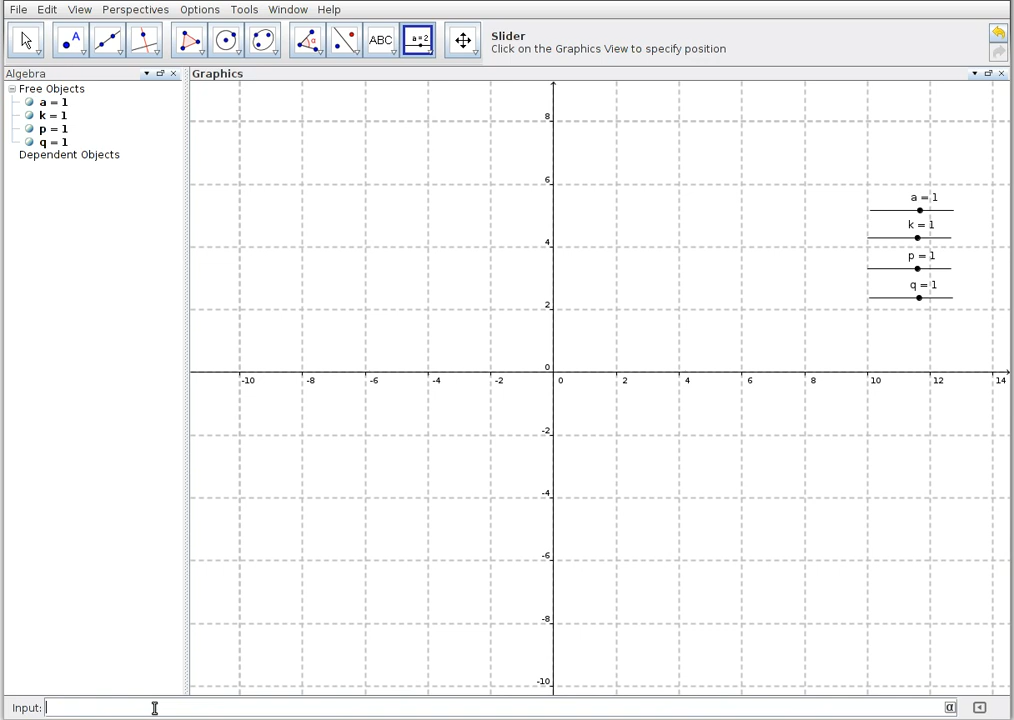 File Edit View Perspectives Options Tools Window Help
A ABC a=2 Slider
Click on the Graphics View to specify position
Algebra Graphics
Free Objects
a = 1
k = 1
p = 1
q = 1
Dependent Objects
8
6
4
2
0
-2
-4
-6
-8
-10
-10 -8 -6 -4 -2 0 2 4 6 8 10 12 14
a = 1
k = 1
p = 1
q = 1
Input: α